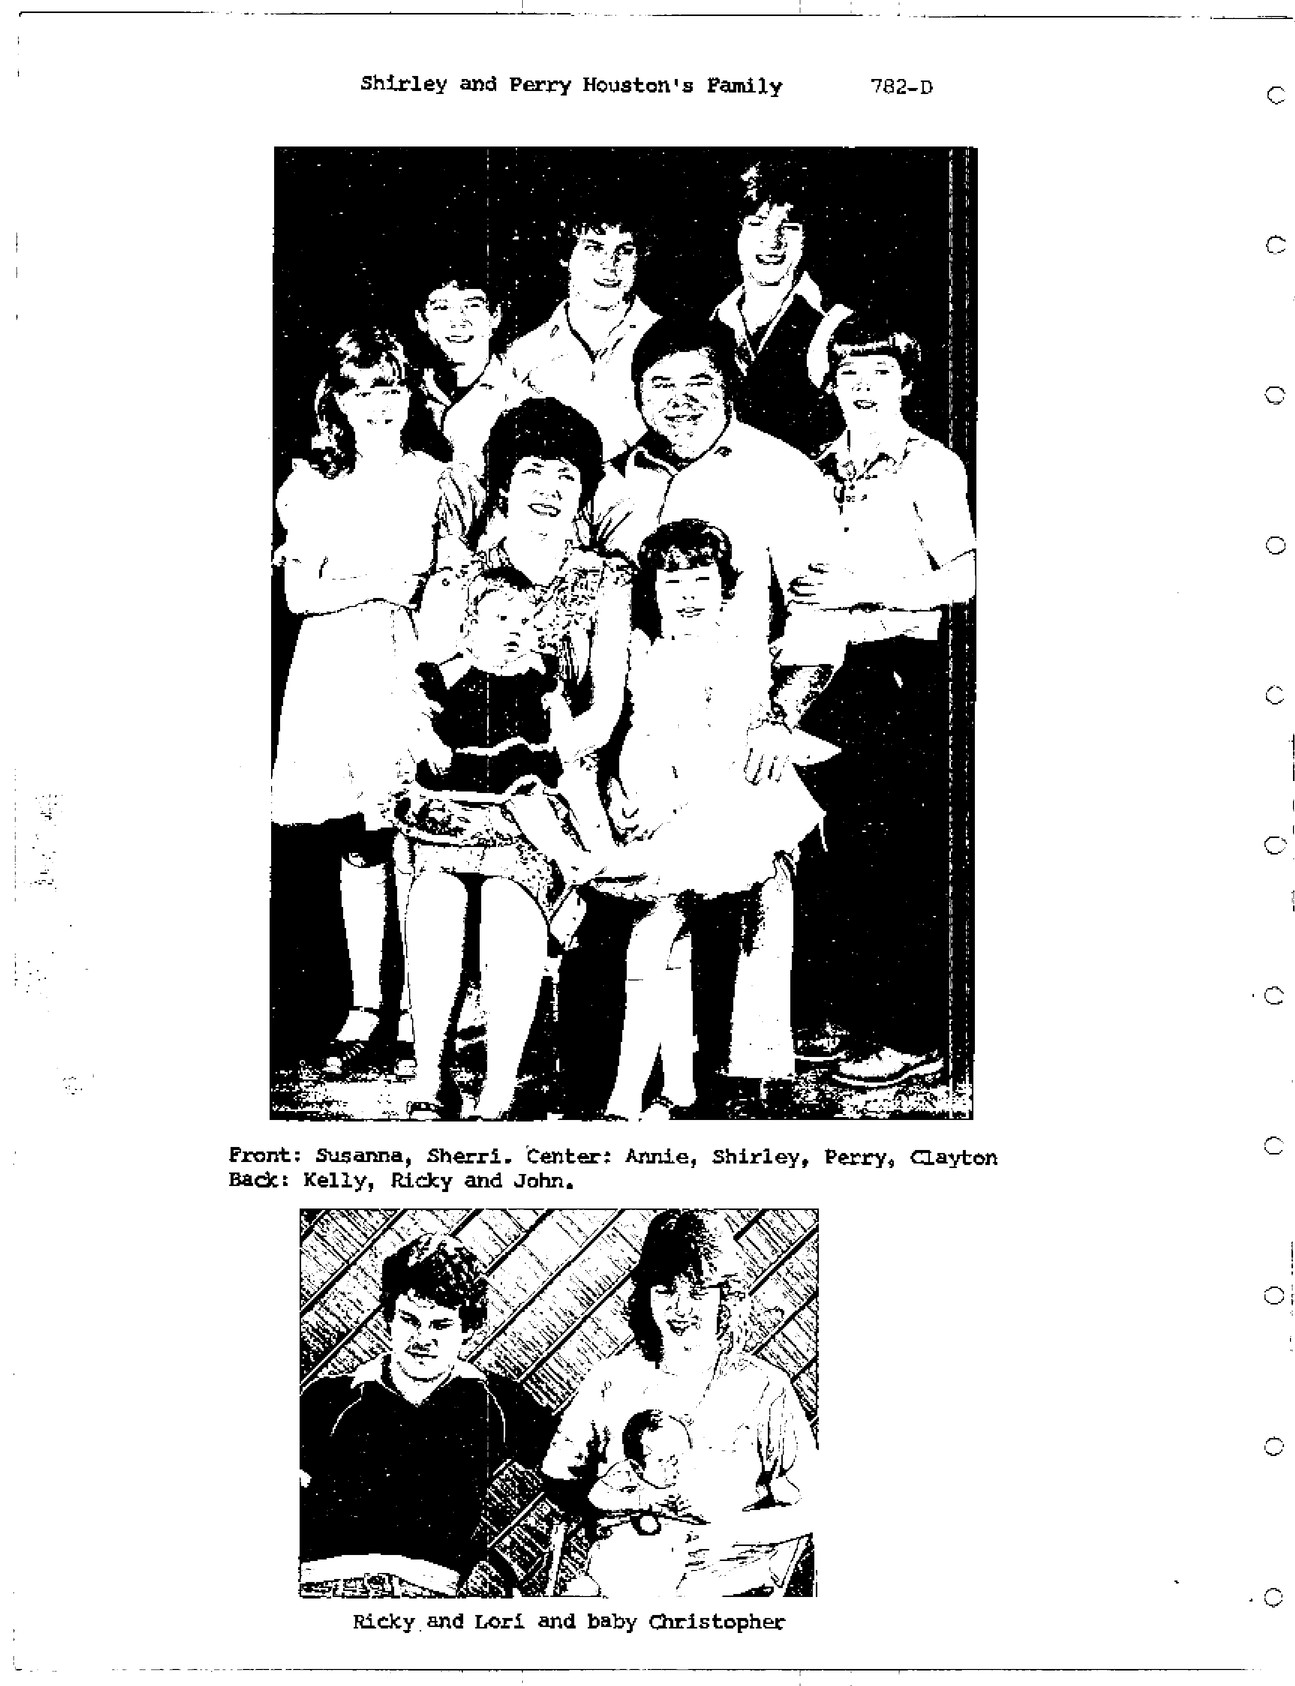 Shirley and Perry Houston's Family 782-D
Front: Susanna, Sherri. Center: Annie, Shirley, Perry, Clayton
Back: Kelly, Ricky and John.
Ricky and Lori and baby Christopher